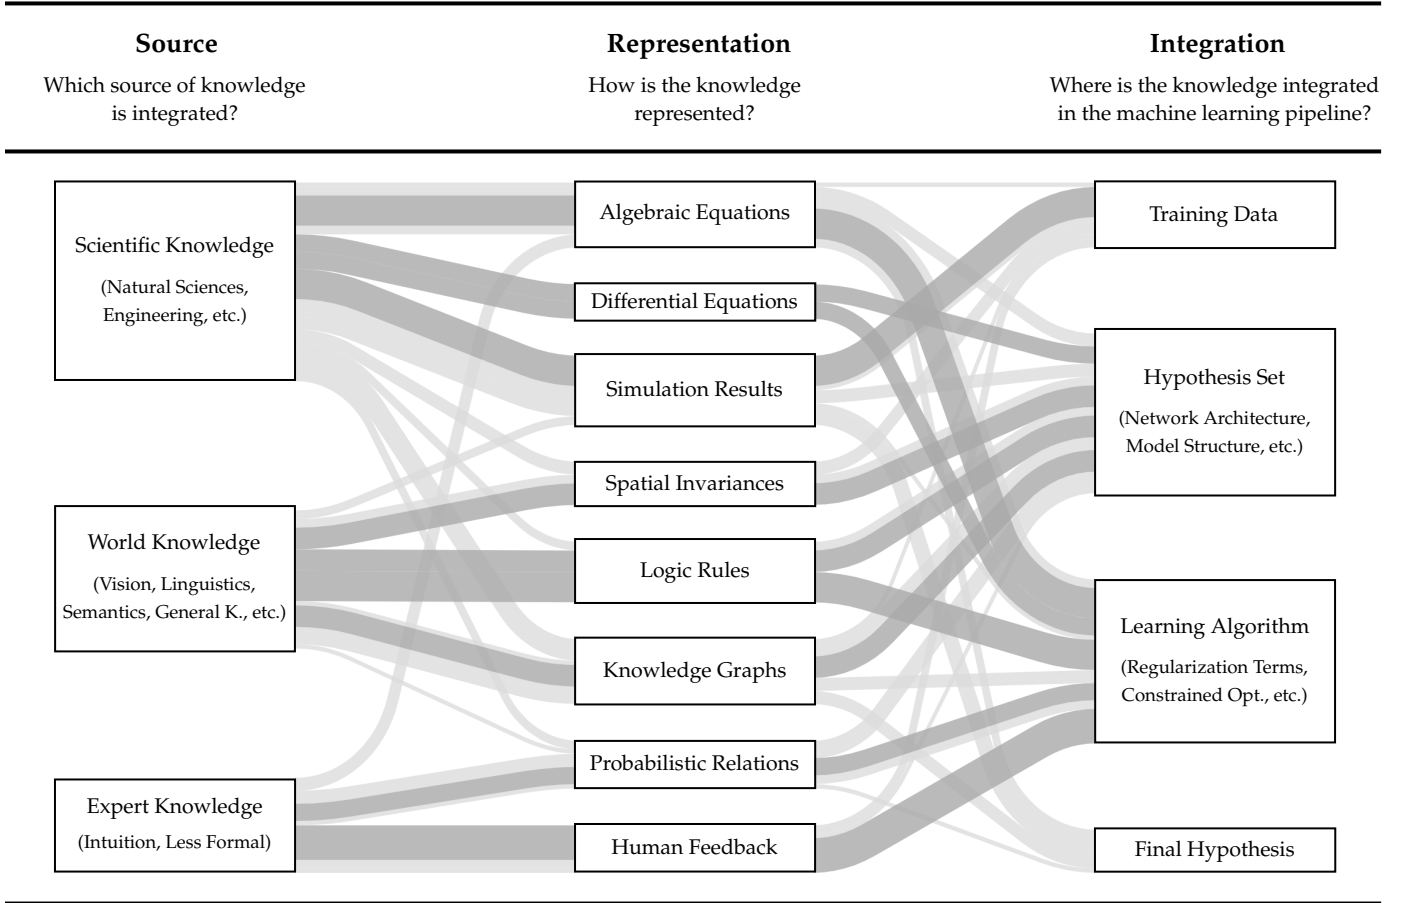 Source
Which source of knowledge
is integrated?
Representation
How is the knowledge
represented?
Integration
Where is the knowledge integrated
in the machine learning pipeline?
Scientific Knowledge
(Natural Sciences,
Engineering, etc.)
World Knowledge
(Vision, Linguistics,
Semantics, General K., etc.)
Expert Knowledge
(Intuition, Less Formal)
Algebraic Equations
Differential Equations
Simulation Results
Spatial Invariances
Logic Rules
Knowledge Graphs
Probabilistic Relations
Human Feedback
Training Data
Hypothesis Set
(Network Architecture,
Model Structure, etc.)
Learning Algorithm
(Regularization Terms,
Constrained Opt., etc.)
Final Hypothesis